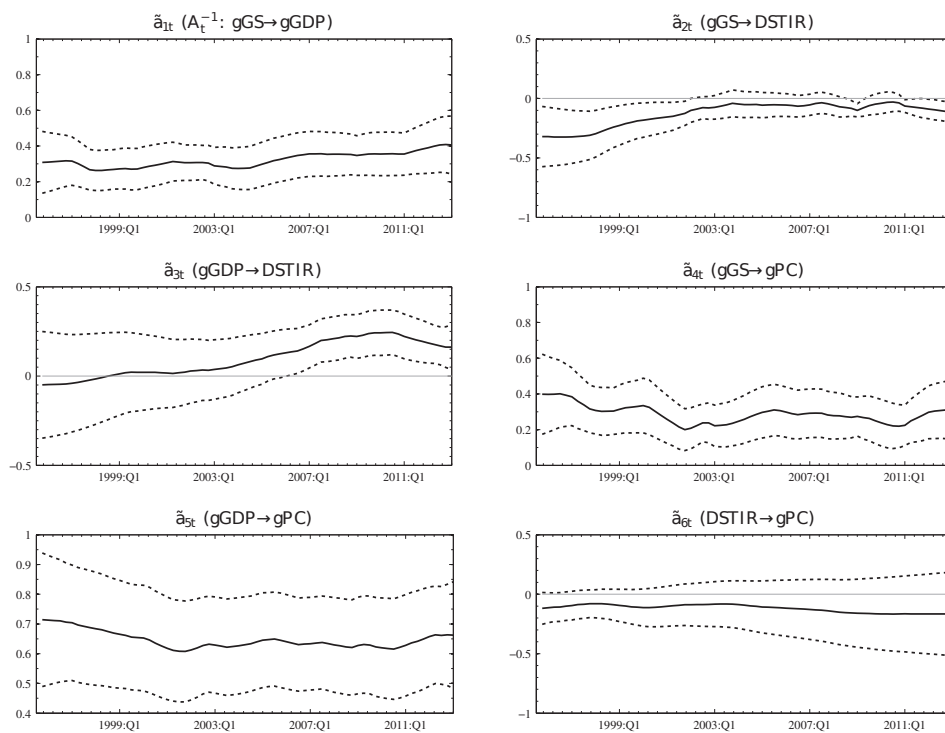 ã1t (At−1: gGS→gGDP)
1
0.8
0.6
0.4
0.2
0
1999:Q1 2003:Q1 2007:Q1 2011:Q1
ã2t (gGS→DSTIR)
0.5
0
−0.5
−1
1999:Q1 2003:Q1 2007:Q1 2011:Q1
ã3t (gGDP→DSTIR)
0.5
0
−0.5
1999:Q1 2003:Q1 2007:Q1 2011:Q1
ã4t (gGS→gPC)
1
0.8
0.6
0.4
0.2
0
1999:Q1 2003:Q1 2007:Q1 2011:Q1
ã5t (gGDP→gPC)
1
0.9
0.8
0.7
0.6
0.5
0.4
1999:Q1 2003:Q1 2007:Q1 2011:Q1
ã6t (DSTIR→gPC)
0.5
0
−0.5
−1
1999:Q1 2003:Q1 2007:Q1 2011:Q1